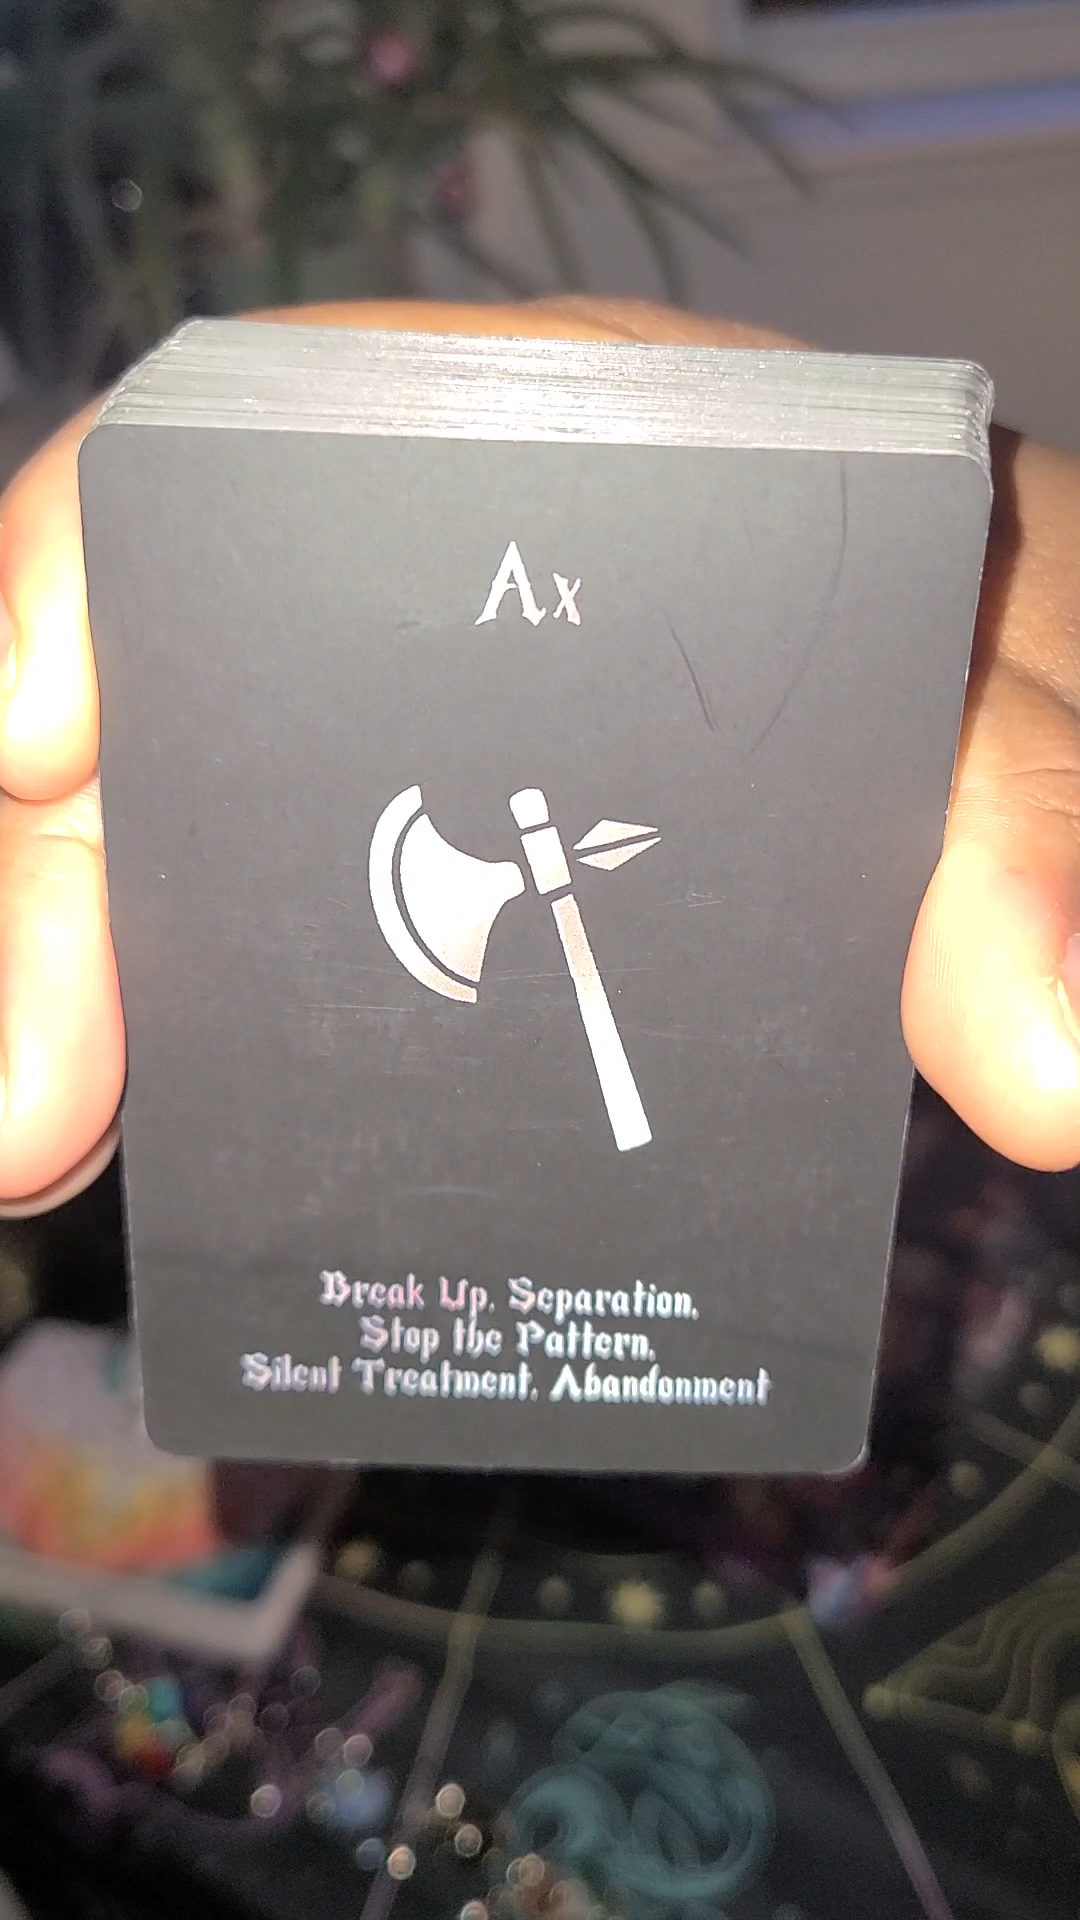 Ax
Break Up, Separation,
Stop the Pattern,
Silent Treatment, Abandonment